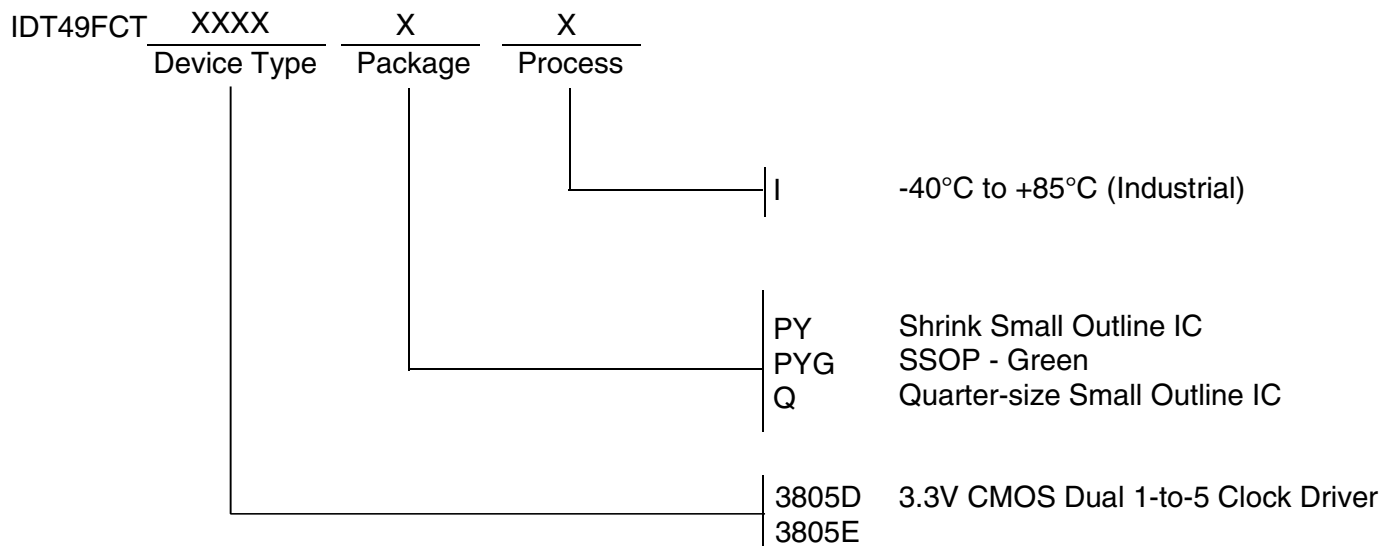 IDT49FCT XXXX X X
Device Type Package Process
I -40°C to +85°C (Industrial)
PY Shrink Small Outline IC
PYG SSOP - Green
Q Quarter-size Small Outline IC
3805D 3.3V CMOS Dual 1-to-5 Clock Driver
3805E